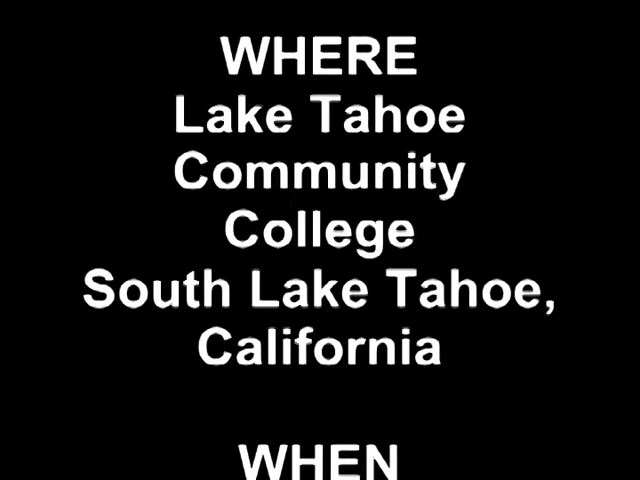 WHERE
Lake Tahoe
Community
College
South Lake Tahoe,
California
WHEN